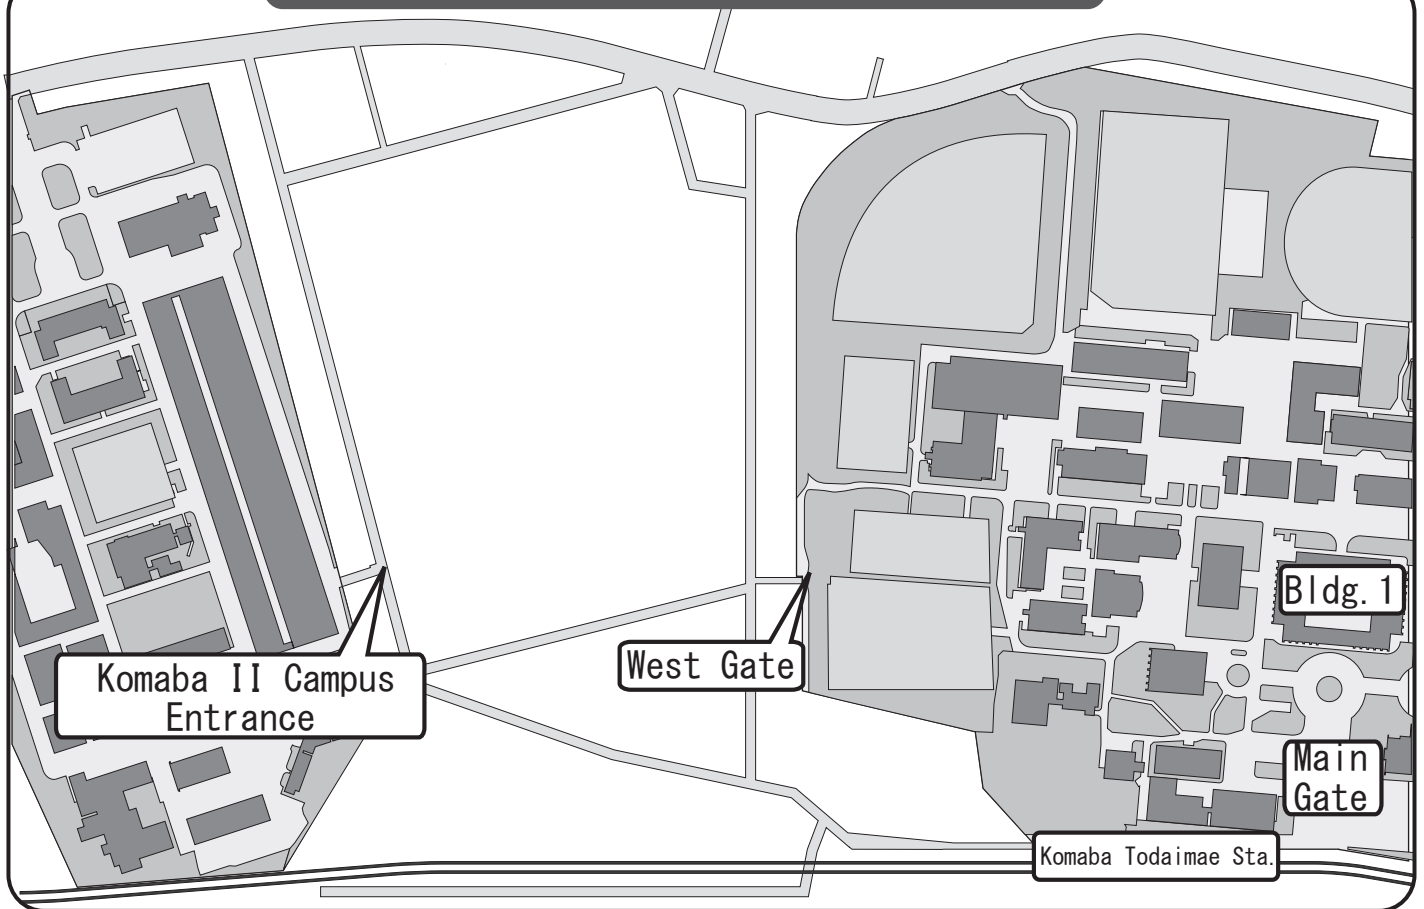 Bldg.1
West Gate
Komaba II Campus
Entrance
Main
Gate
Komaba Todaimae Sta.